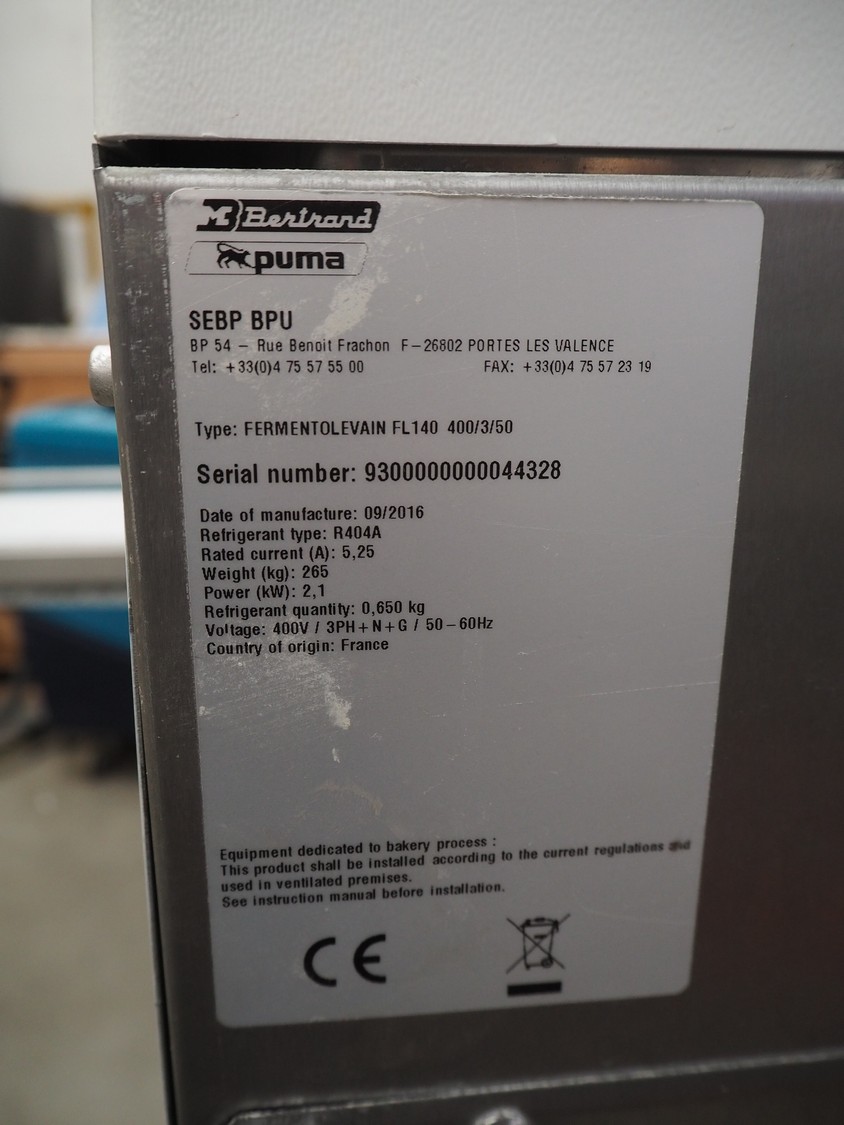 M Bertrand
puma
SEBP BPU
BP 54 – Rue Benoit Frachon F-26802 PORTES LES VALENCE
Tel: +33(0)4 75 57 55 00 FAX: +33(0)4 75 57 23 19
Type: FERMENTOLEVAIN FL140 400/3/50
Serial number: 9300000000044328
Date of manufacture: 09/2016
Refrigerant type: R404A
Rated current (A): 5,25
Weight (kg): 265
Power (kW): 2,1
Refrigerant quantity: 0,650 kg
Voltage: 400V / 3PH+N+G / 50-60Hz
Country of origin: France
Equipment dedicated to bakery process :
This product shall be installed according to the current regulations and
used in ventilated premises.
See instruction manual before installation.
CE